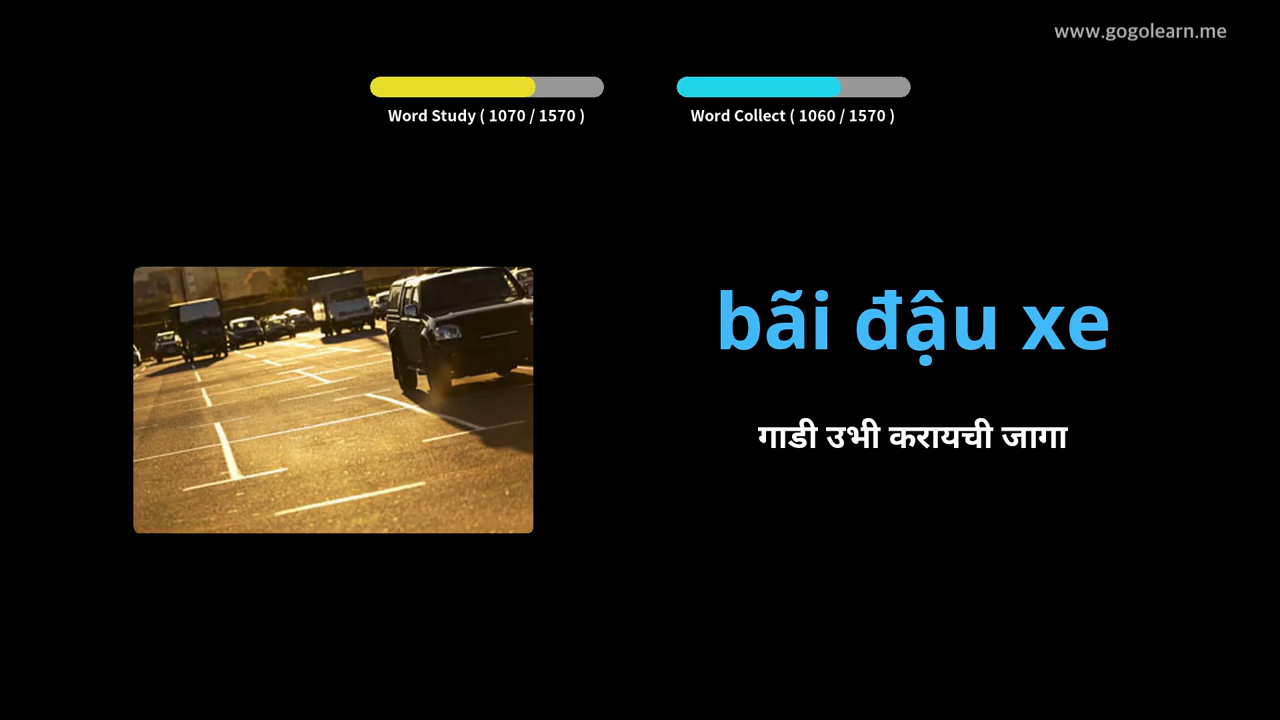 www.gogolearn.me
Word Study ( 1070 / 1570 )
Word Collect ( 1060 / 1570 )
bãi đậu xe
गाडी उभी करायची जागा